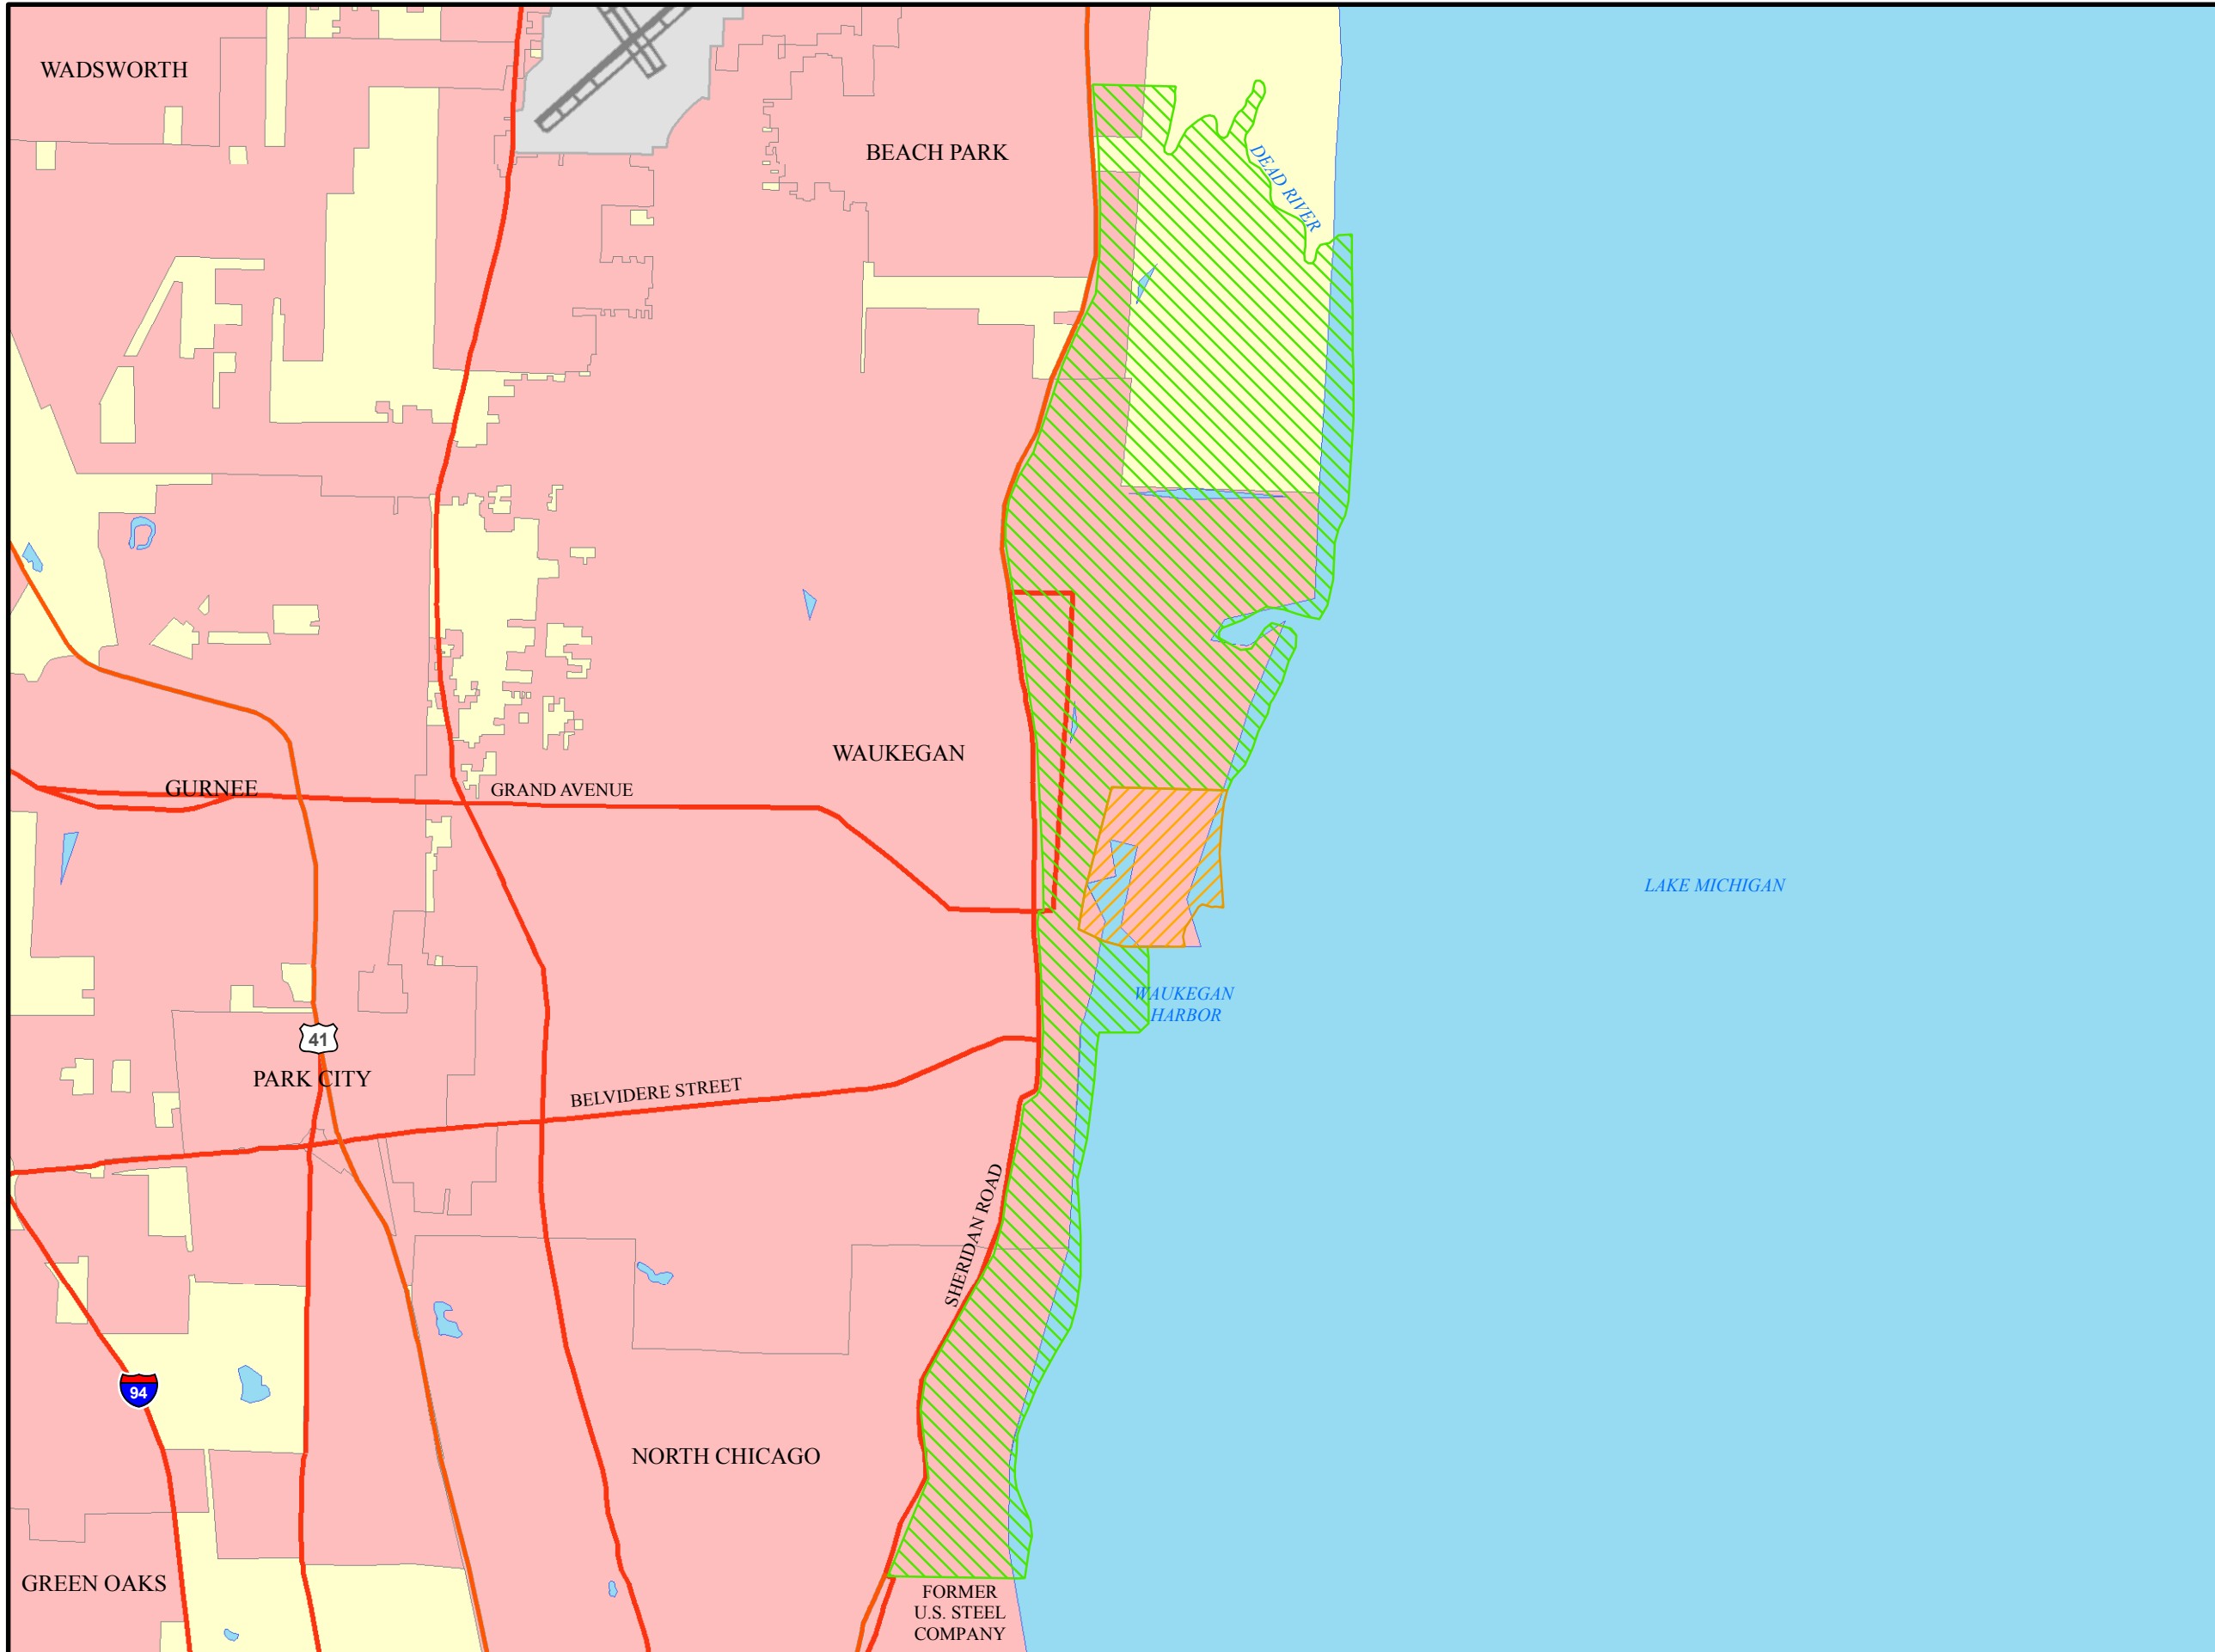 WADSWORTH
BEACH PARK
DEAD RIVER
WAUKEGAN
GURNEE
GRAND AVENUE
LAKE MICHIGAN
WAUKEGAN
HARBOR
41
PARK CITY
BELVIDERE STREET
SHERIDAN ROAD
94
NORTH CHICAGO
GREEN OAKS
FORMER
U.S. STEEL
COMPANY